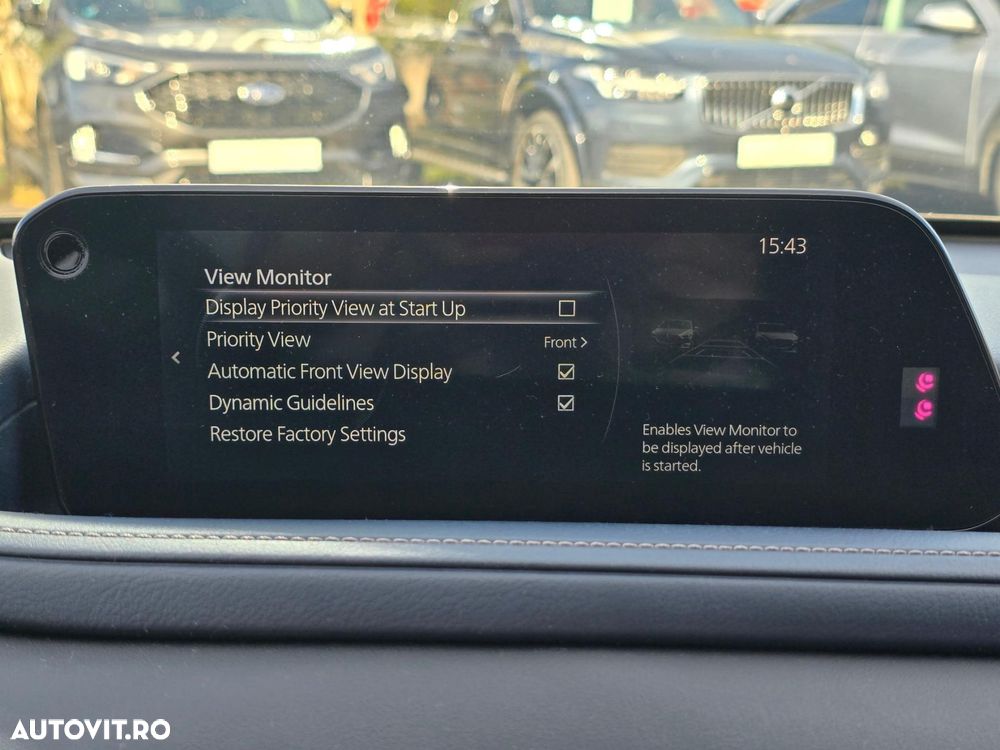 15:43
View Monitor
Display Priority View at Start Up
Priority View Front >
Automatic Front View Display
Dynamic Guidelines
Restore Factory Settings
Enables View Monitor to
be displayed after vehicle
is started.
AUTOVIT.RO